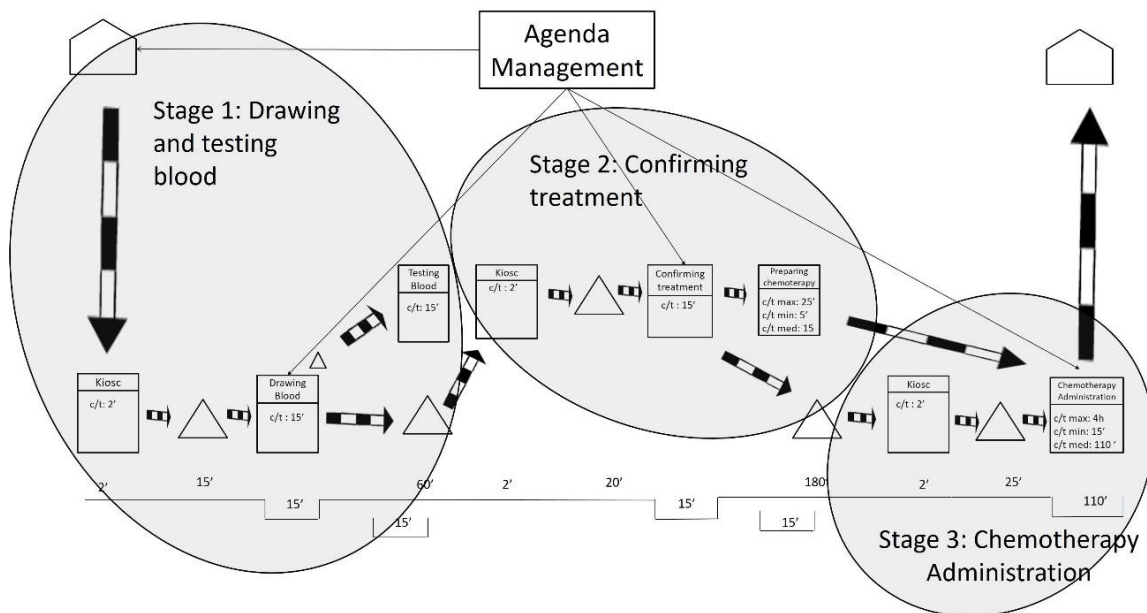 Agenda
Management
Stage 1: Drawing
and testing
blood
Stage 2: Confirming
treatment
Testing
Blood
c/t: 15’
Kiosc
c/t : 2’
Confirming
treatment
c/t : 15’
Preparing
chemoterapy
c/t max: 25’
c/t min: 5’
c/t med: 15
Kiosc
c/t: 2’
Drawing
Blood
c/t : 15’
Kiosc
c/t : 2’
Chemotherapy
Administration
c/t max: 4h
c/t min: 15’
c/t med: 110 ’
2’ 15’ 60’ 2’ 20’ 180’ 2’ 25’
15’ 15’ 110’
15’ 15’
Stage 3: Chemotherapy
Administration